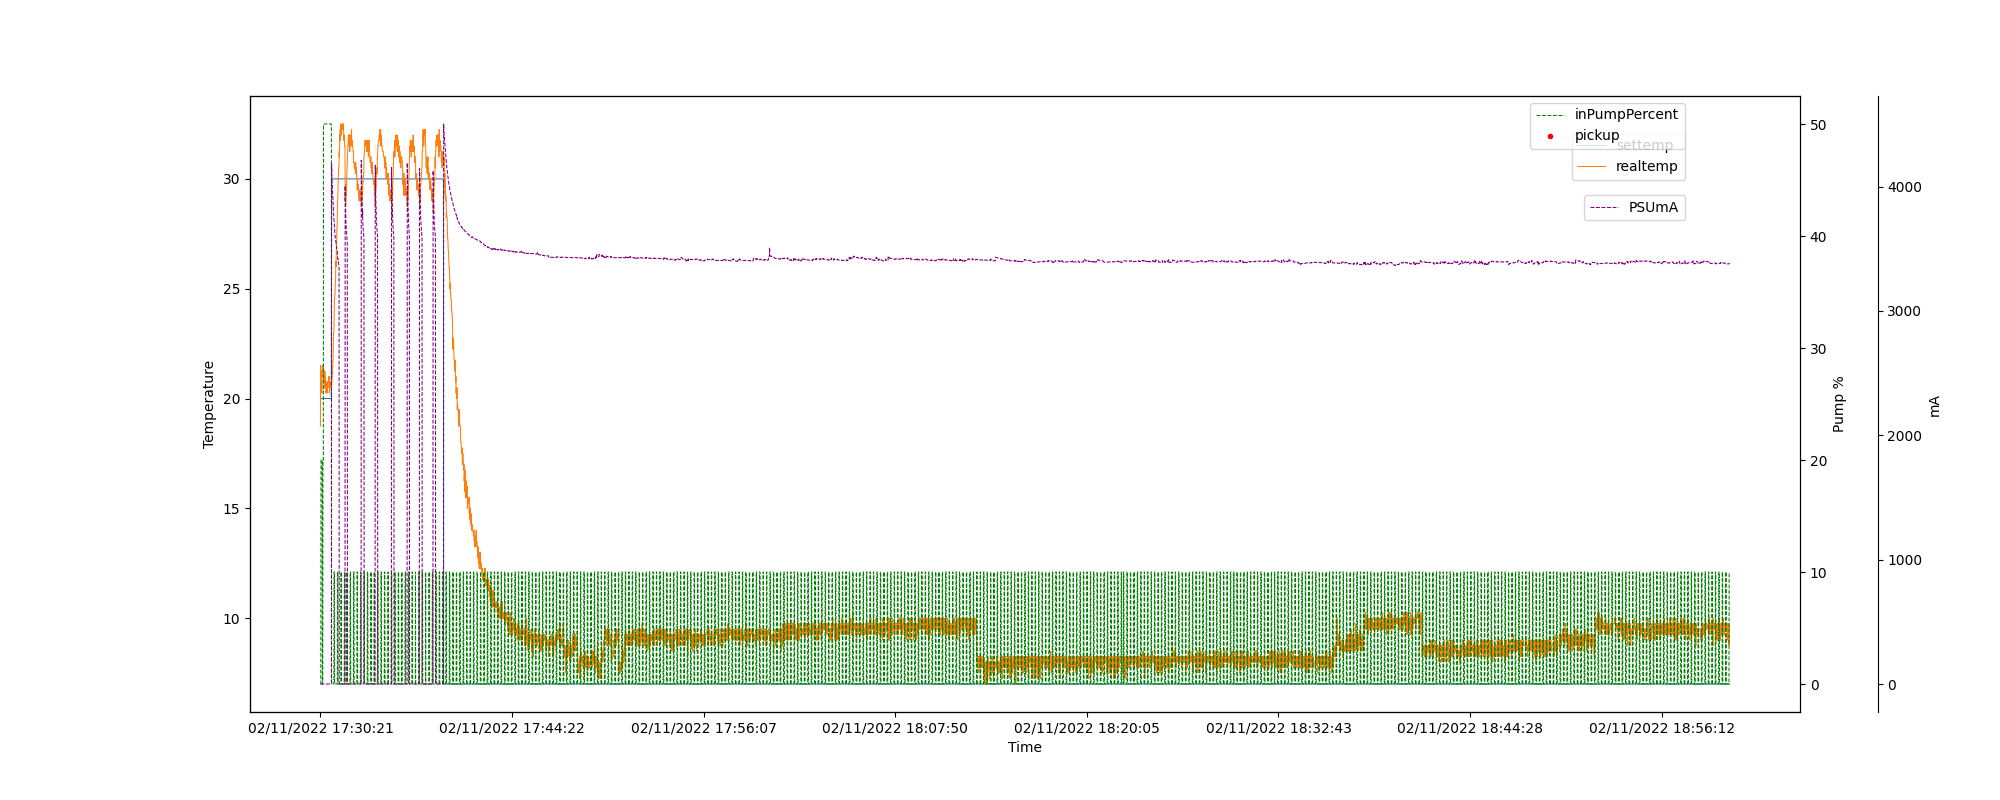 inPumpPercent
pickup
settemp
realtemp
PSUmA
30
25
20
15
10
Temperature
50
40
30
20
10
0
Pump %
4000
3000
2000
1000
0
mA
02/11/2022 17:30:21
02/11/2022 17:44:22
02/11/2022 17:56:07
02/11/2022 18:07:50
02/11/2022 18:20:05
02/11/2022 18:32:43
02/11/2022 18:44:28
02/11/2022 18:56:12
Time